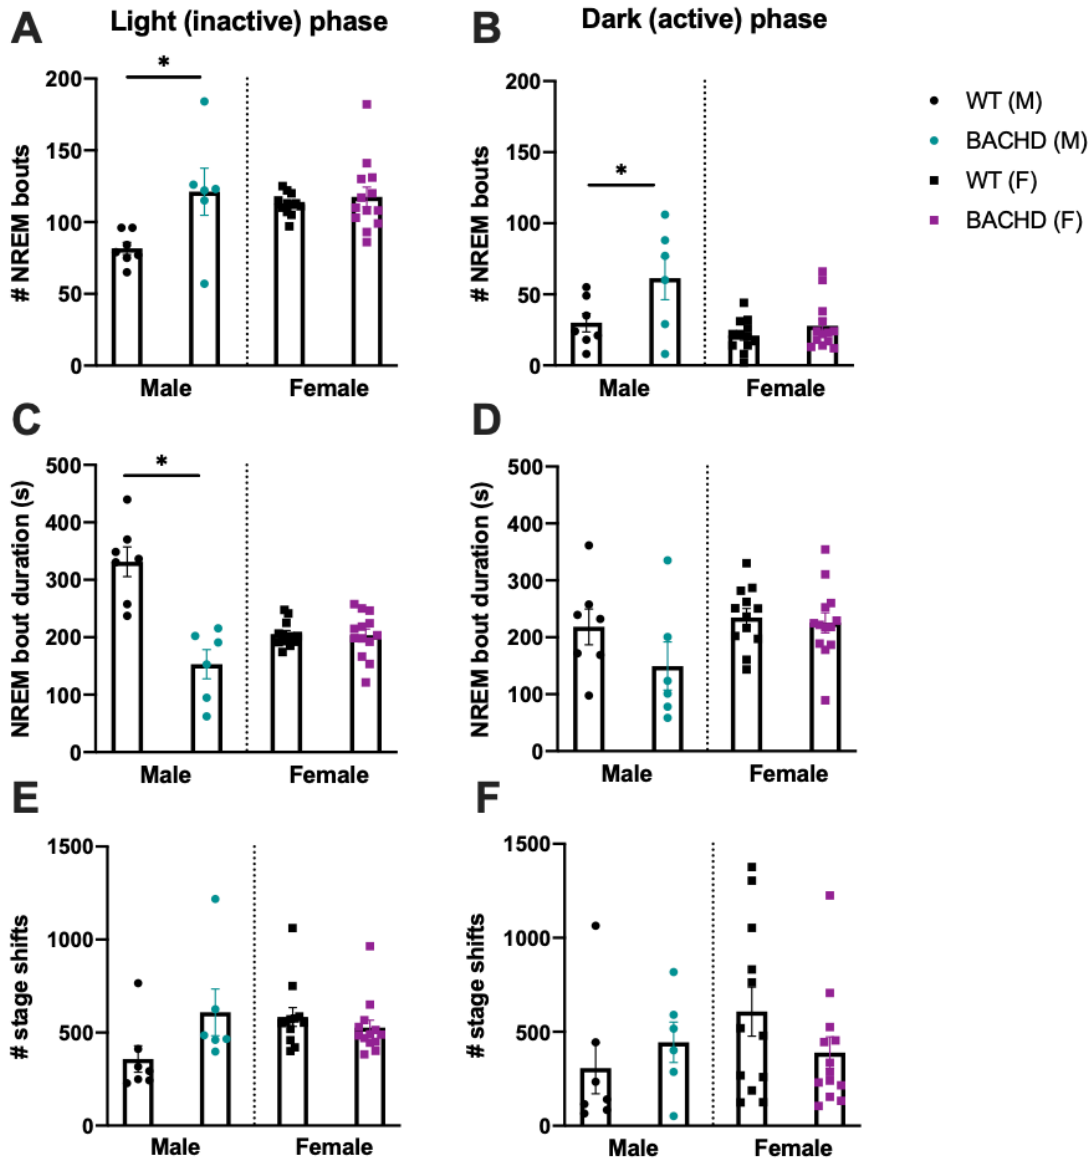 A
Light (inactive) phase
# NREM bouts
200
150
100
50
0
*
Male
Female
B
Dark (active) phase
# NREM bouts
200
150
100
50
0
*
Male
Female
WT (M)
BACHD (M)
WT (F)
BACHD (F)
C
NREM bout duration (s)
500
400
300
200
100
0
*
Male
Female
D
NREM bout duration (s)
500
400
300
200
100
0
Male
Female
E
# stage shifts
1500
1000
500
0
Male
Female
F
# stage shifts
1500
1000
500
0
Male
Female